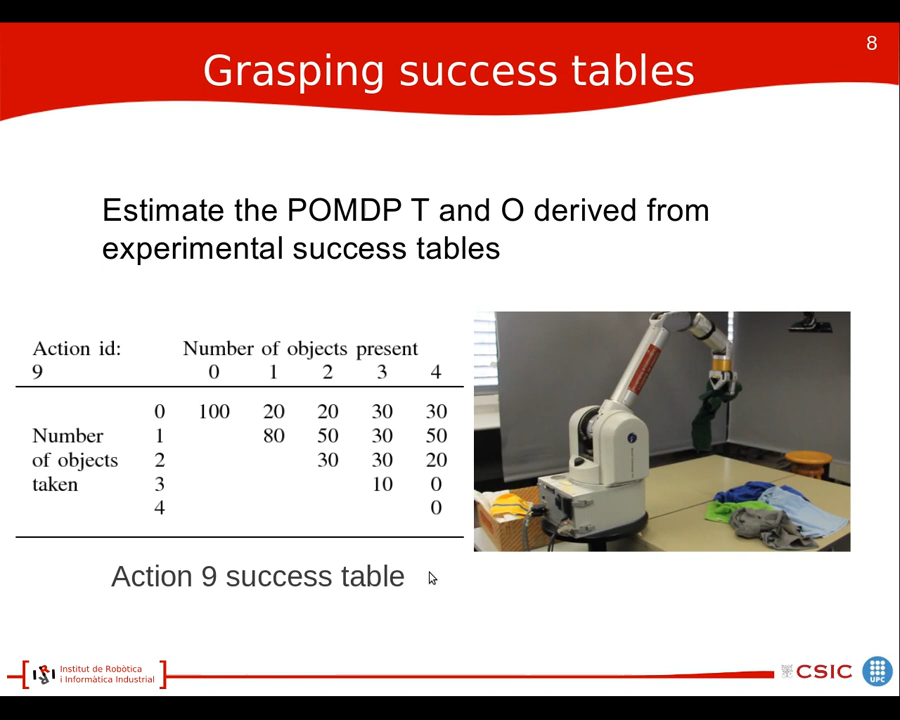 8
Grasping success tables
Estimate the POMDP T and O derived from
experimental success tables
Action id: Number of objects present
9 0 1 2 3 4
0 100 20 20 30 30
Number 1 80 50 30 50
of objects 2 30 30 20
taken 3 10 0
4 0
Action 9 success table
Institut de Robòtica
i Informàtica Industrial
CSIC
UPC